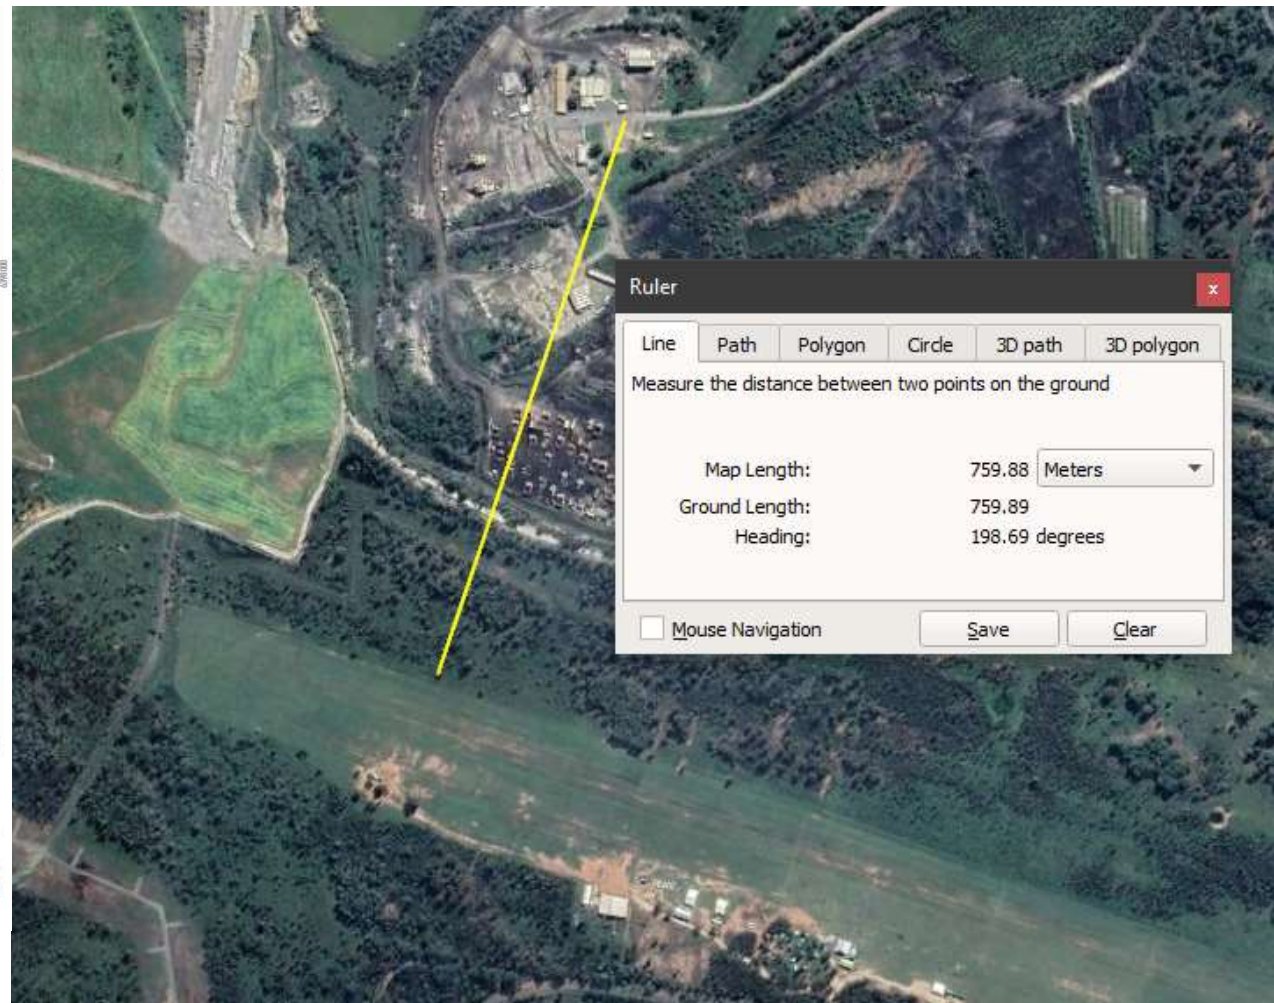 Ruler
Line Path Polygon Circle 3D path 3D polygon
Measure the distance between two points on the ground
Map Length: 759.88 Meters
Ground Length: 759.89
Heading: 198.69 degrees
Mouse Navigation Save Clear